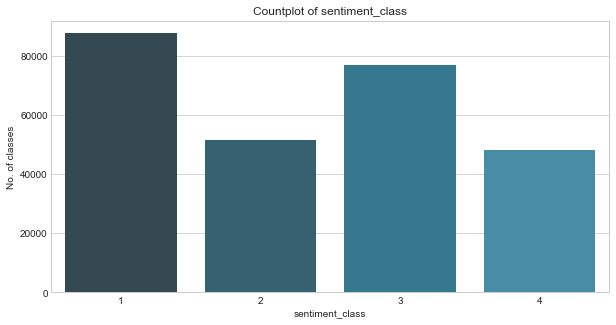 Countplot of sentiment_class
80000
60000
40000
20000
0
No. of classes
1 2 3 4
sentiment_class